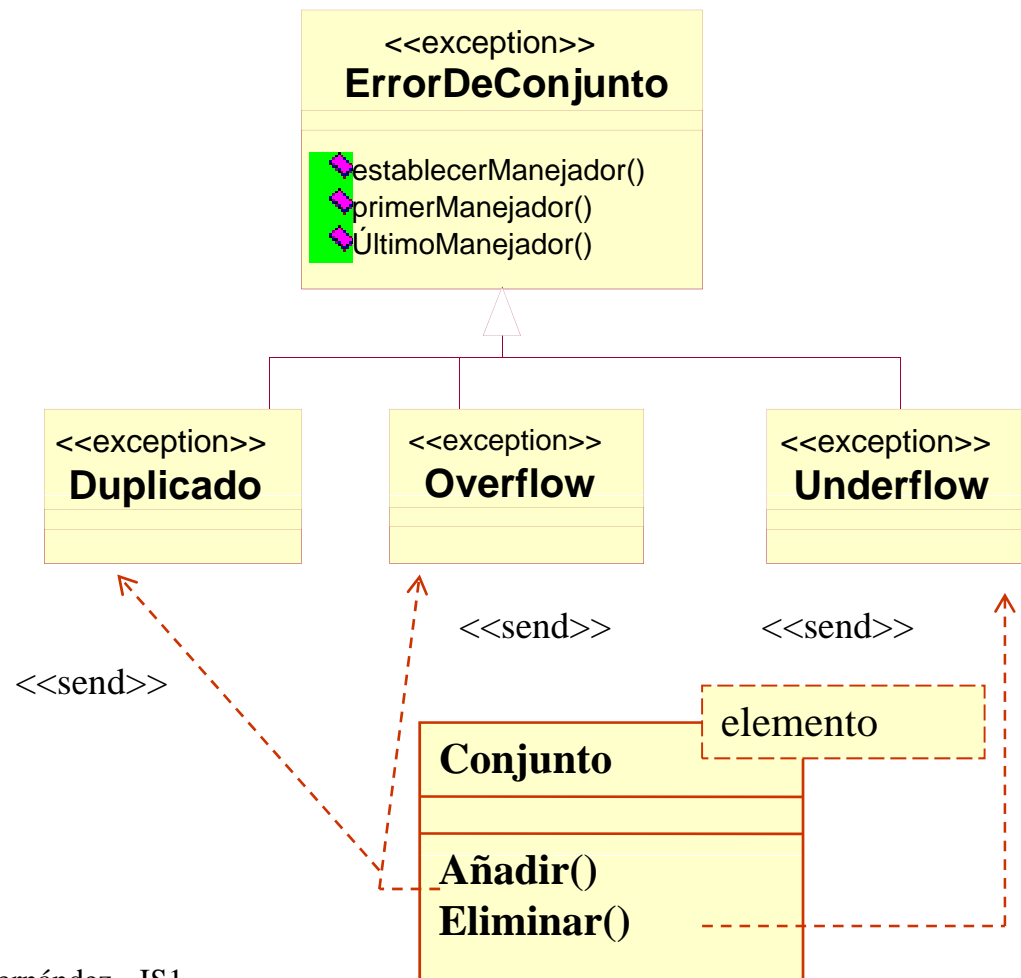 <<exception>>
ErrorDeConjunto
establecerManejador()
primerManejador()
ÚltimoManejador()
<<exception>>
Duplicado
<<exception>>
Overflow
<<exception>>
Underflow
<<send>>
<<send>>
<<send>>
elemento
Conjunto
Añadir()
Eliminar()